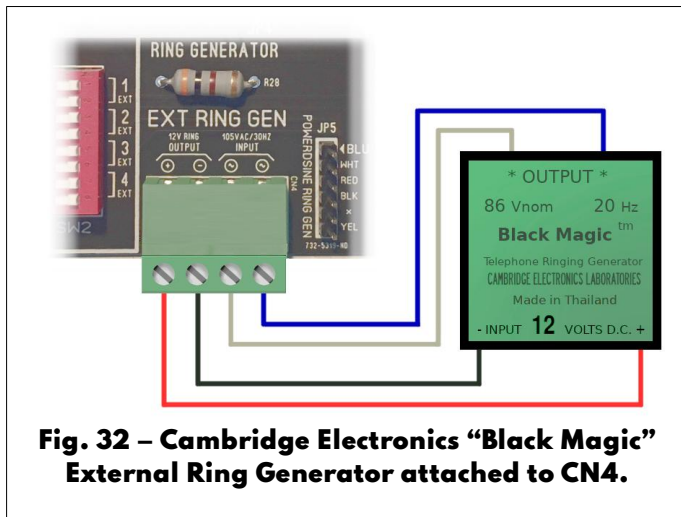 RING GENERATOR
R28
EXT RING GEN
12V RING OUTPUT
105VAC/30HZ INPUT
+ - ~ ~
CN4
1 EXT
2 EXT
3 EXT
4 EXT
SW2
POWERDSINE RING GEN
JP5
BLU
WHT
RED
BLK
×
YEL
* OUTPUT *
86 Vnom 20 Hz
Black Magic tm
Telephone Ringing Generator
CAMBRIDGE ELECTRONICS LABORATORIES
Made in Thailand
- INPUT 12 VOLTS D.C. +
Fig. 32 – Cambridge Electronics “Black Magic”
External Ring Generator attached to CN4.